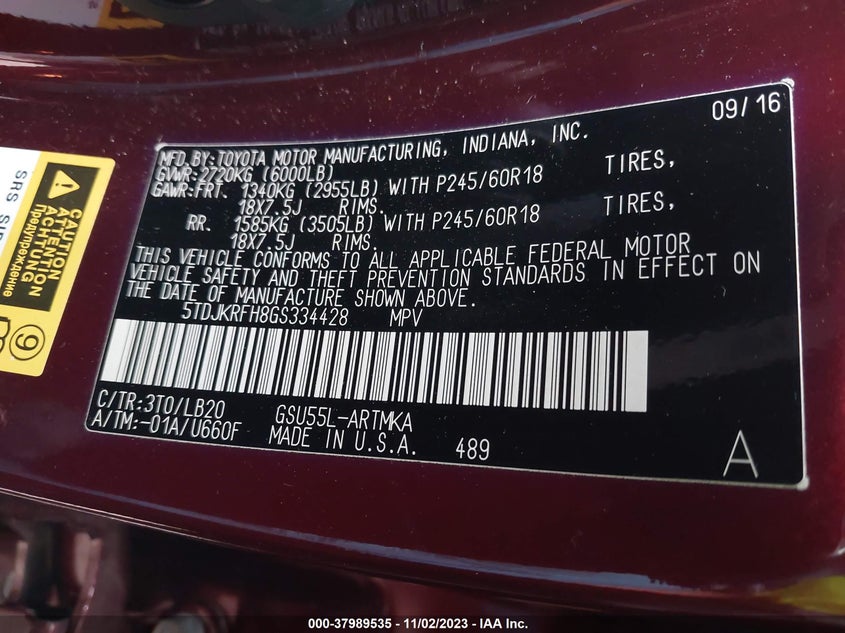 09/16
MFD.BY:TOYOTA MOTOR MANUFACTURING, INDIANA, INC.
GVWR:2720KG (6000LB)
GAWR:FRT. 1340KG (2955LB) WITH P245/60R18 TIRES,
18X7.5J RIMS.
RR. 1585KG (3505LB) WITH P245/60R18 TIRES,
18X7.5J RIMS.
THIS VEHICLE CONFORMS TO ALL APPLICABLE FEDERAL MOTOR
VEHICLE SAFETY AND THEFT PREVENTION STANDARDS IN EFFECT ON
THE DATE OF MANUFACTURE SHOWN ABOVE.
5TDJKRFH8GS334428 MPV
C/TR:3T0/LB20 GSU55L-ARTMKA
A/TM:-01A/U660F MADE IN U.S.A. 489
A
CAUTION
ATTENTION
ACHTUNG
Предупреждение
SRS
9
000-37989535 - 11/02/2023 - IAA Inc.